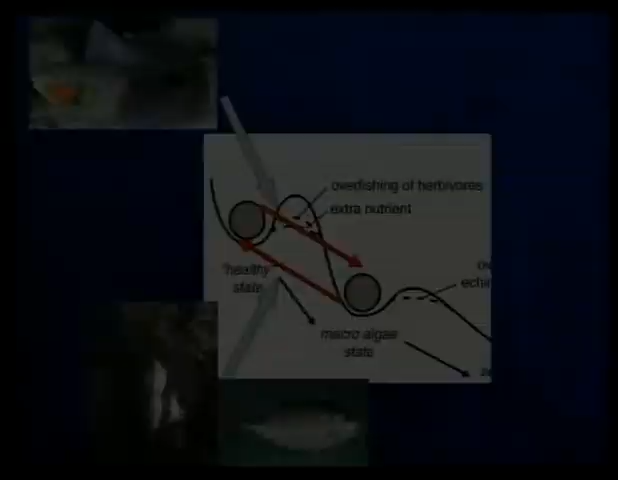 overfishing of herbivores
extra nutrient
healthy
state
macro algae
state